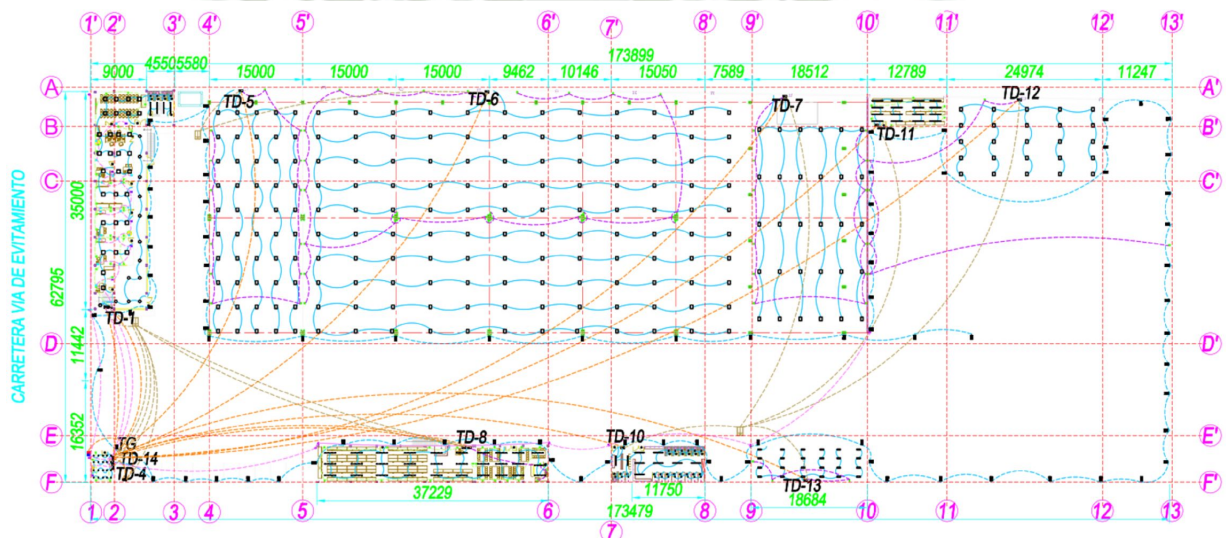 1' 2' 3' 4' 5' 6' 7' 8' 9' 10' 11' 12' 13'
173899
9000 4550 5580 15000 15000 15000 9462 10146 15050 7589 18512 12789 24974 11247
A TD-5 TD-6 TD-7 TD-12 A'
B TD-11 B'
C C'
CARRETERA VIA DE EVITAMIENTO
35000
62795
TD-1
11442
D D'
16352
E TG TD-8 TD-10 E'
TD-14
TD-4
F TD-13 F'
37229 11750 18684
173479
1 2 3 4 5 6 7 8 9 10 11 12 13